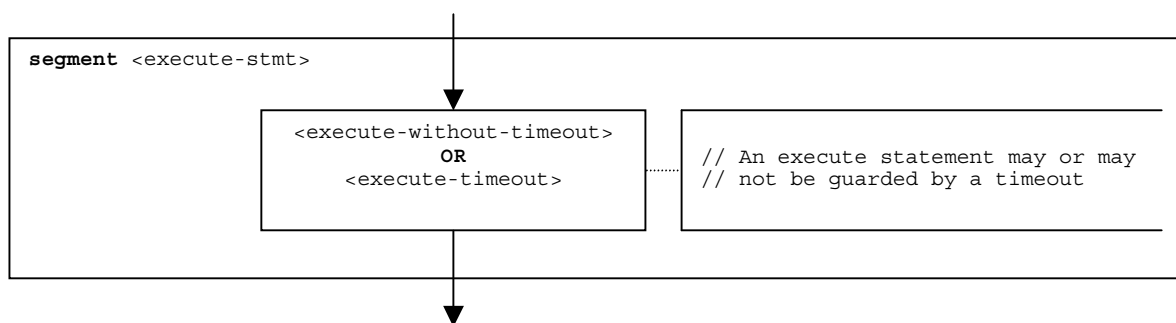 segment <execute-stmt>
<execute-without-timeout>
OR
<execute-timeout>
// An execute statement may or may
// not be guarded by a timeout